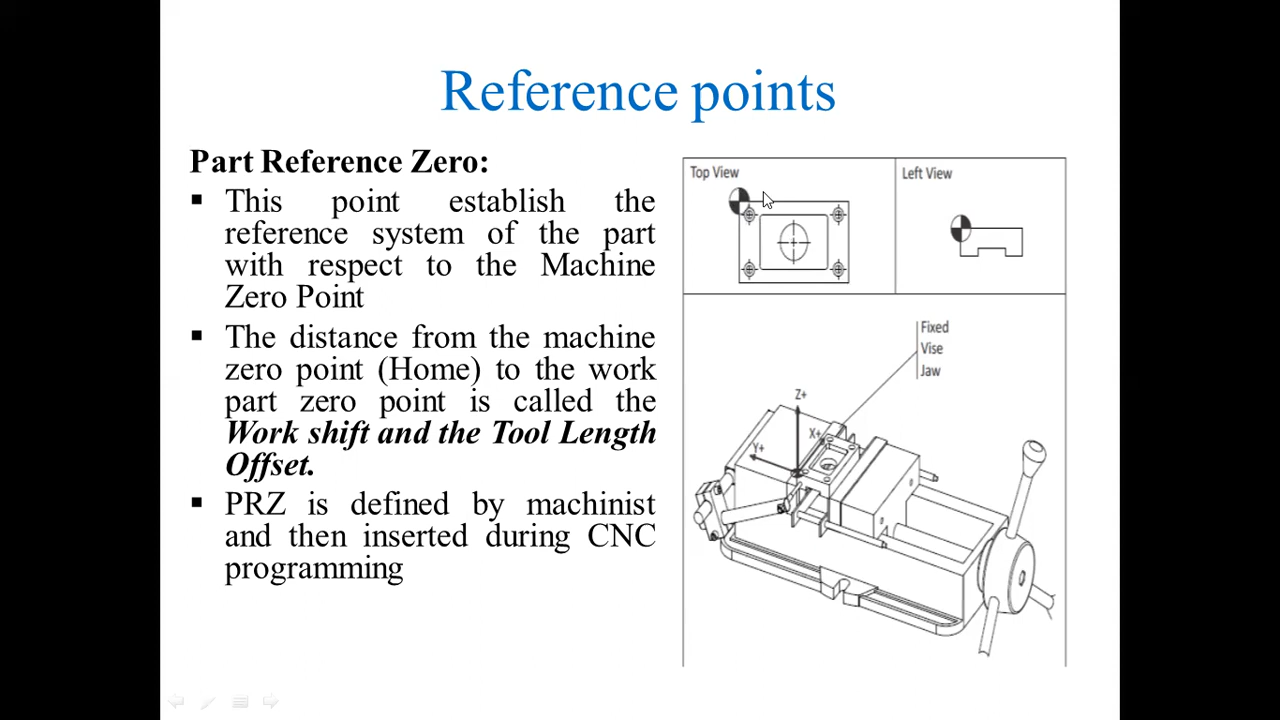 Reference points
Part Reference Zero:
▪ This point establish the
reference system of the part
with respect to the Machine
Zero Point
▪ The distance from the machine
zero point (Home) to the work
part zero point is called the
Work shift and the Tool Length
Offset.
▪ PRZ is defined by machinist
and then inserted during CNC
programming
Top View
Left View
Fixed
Vise
Jaw
Z+
X+
Y+